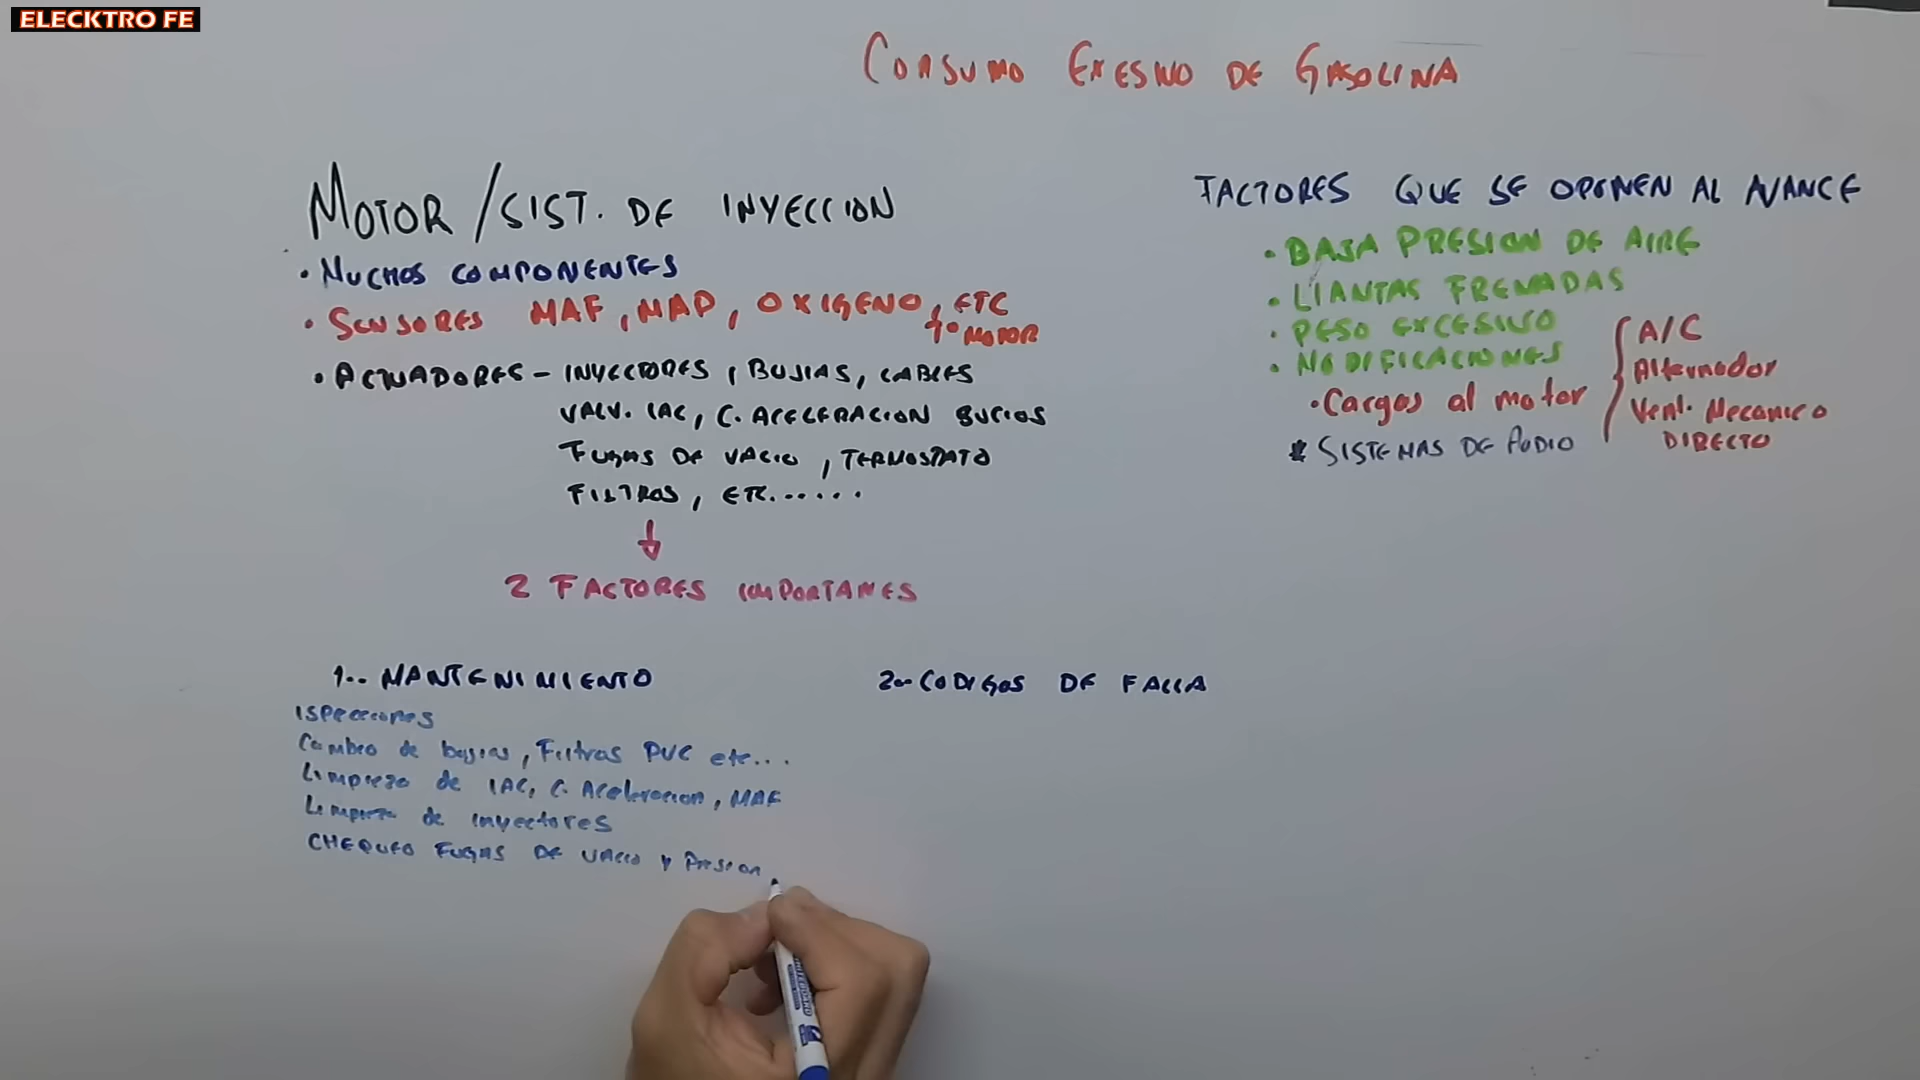 ELECKTRO FE
CONSUMO EXESIVO DE GASOLINA
MOTOR / SIST. DE INYECCION
• MUCHOS COMPONENTES
• SENSORES MAF, MAP, OXIGENO, ETC
T° MOTOR
• ACTUADORES - INYECTORES, BUJIAS, CABLES
VALV. IAC, C. ACELERACION SUCIOS
FUGAS DE VACIO, TERMOSTATO
FILTROS, ETC......
2 FACTORES IMPORTANTES
1.- MANTENIMIENTO
ISPECCIONES
Cambio de bujias, Filtros PVC etc...
Limpieza de IAC, C. Aceleracion, MAF
Limpieza de inyectores
CHEQUEO FUGAS DE VACIO y Presion
2.- CODIGOS DE FALLA
FACTORES QUE SE OPONEN AL AVANCE
• BAJA PRESION DE AIRE
• LLANTAS FRENADAS
• PESO EXCESIVO
• MODIFICACIONES
• Cargas al motor
A/C
Alternador
Vent. Mecanico
DIRECTO
SISTEMAS DE AUDIO